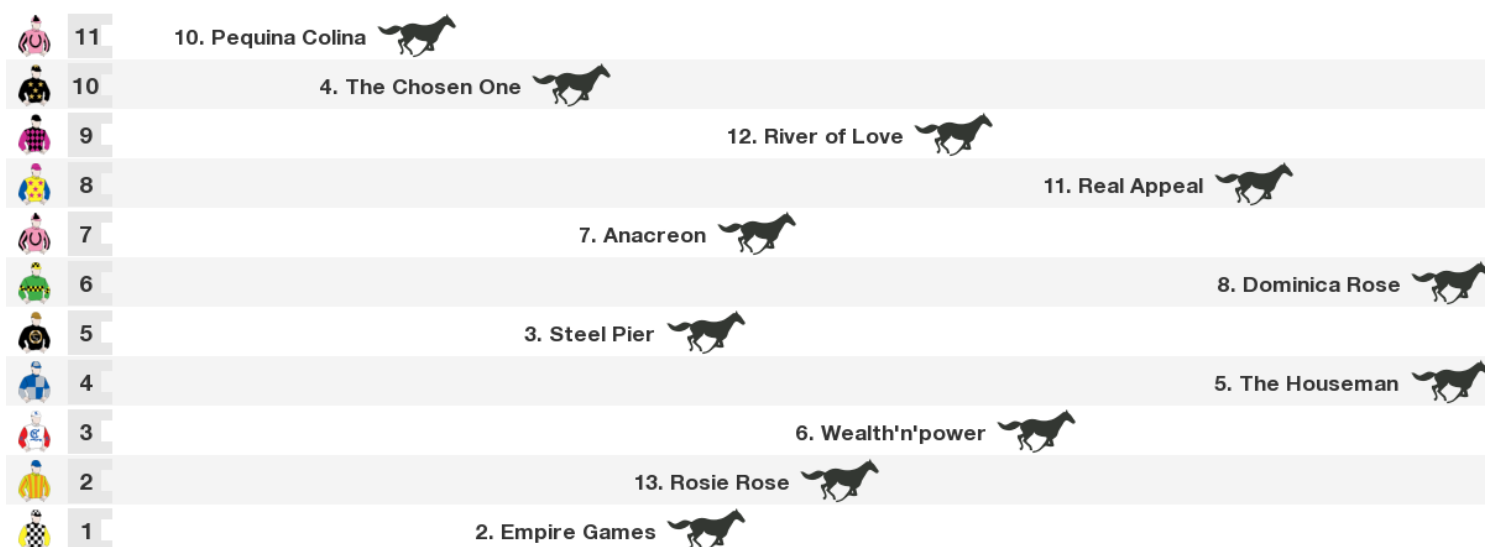 11 10. Pequina Colina
10 4. The Chosen One
9 12. River of Love
8 11. Real Appeal
7 7. Anacreon
6 8. Dominica Rose
5 3. Steel Pier
4 5. The Houseman
3 6. Wealth'n'power
2 13. Rosie Rose
1 2. Empire Games